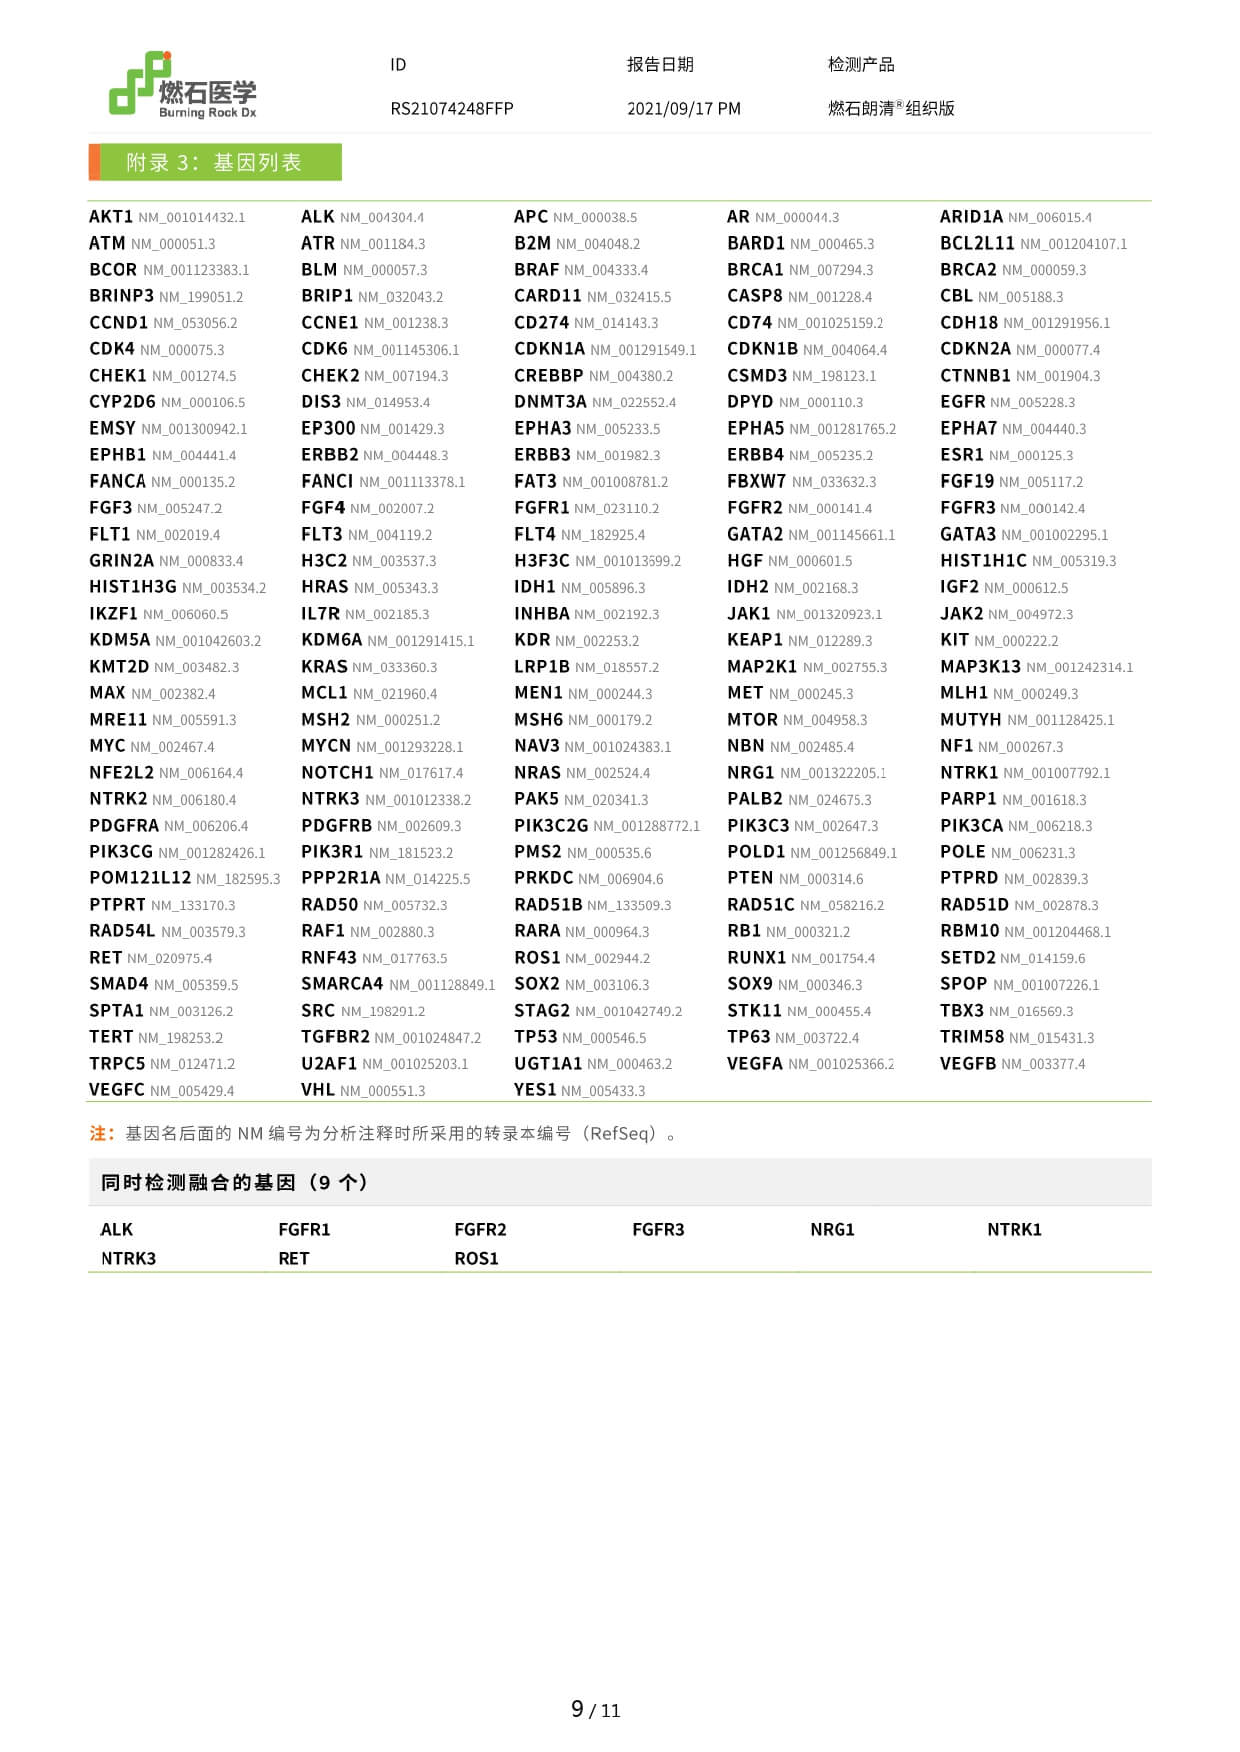 燃石医学
Burning Rock Dx
ID 报告日期 检测产品
RS21074248FFP 2021/09/17 PM 燃石朗清®组织版
附录 3：基因列表
AKT1 NM_001014432.1 ALK NM_004304.4 APC NM_000038.5 AR NM_000044.3 ARID1A NM_006015.4
ATM NM_000051.3 ATR NM_001184.3 B2M NM_004048.2 BARD1 NM_000465.3 BCL2L11 NM_001204107.1
BCOR NM_001123383.1 BLM NM_000057.3 BRAF NM_004333.4 BRCA1 NM_007294.3 BRCA2 NM_000059.3
BRINP3 NM_199051.2 BRIP1 NM_032043.2 CARD11 NM_032415.5 CASP8 NM_001228.4 CBL NM_005188.3
CCND1 NM_053056.2 CCNE1 NM_001238.3 CD274 NM_014143.3 CD74 NM_001025159.2 CDH18 NM_001291956.1
CDK4 NM_000075.3 CDK6 NM_001145306.1 CDKN1A NM_001291549.1 CDKN1B NM_004064.4 CDKN2A NM_000077.4
CHEK1 NM_001274.5 CHEK2 NM_007194.3 CREBBP NM_004380.2 CSMD3 NM_198123.1 CTNNB1 NM_001904.3
CYP2D6 NM_000106.5 DIS3 NM_014953.4 DNMT3A NM_022552.4 DPYD NM_000110.3 EGFR NM_005228.3
EMSY NM_001300942.1 EP300 NM_001429.3 EPHA3 NM_005233.5 EPHA5 NM_001281765.2 EPHA7 NM_004440.3
EPHB1 NM_004441.4 ERBB2 NM_004448.3 ERBB3 NM_001982.3 ERBB4 NM_005235.2 ESR1 NM_000125.3
FANCA NM_000135.2 FANCI NM_001113378.1 FAT3 NM_001008781.2 FBXW7 NM_033632.3 FGF19 NM_005117.2
FGF3 NM_005247.2 FGF4 NM_002007.2 FGFR1 NM_023110.2 FGFR2 NM_000141.4 FGFR3 NM_000142.4
FLT1 NM_002019.4 FLT3 NM_004119.2 FLT4 NM_182925.4 GATA2 NM_001145661.1 GATA3 NM_001002295.1
GRIN2A NM_000833.4 H3C2 NM_003537.3 H3F3C NM_001013699.2 HGF NM_000601.5 HIST1H1C NM_005319.3
HIST1H3G NM_003534.2 HRAS NM_005343.3 IDH1 NM_005896.3 IDH2 NM_002168.3 IGF2 NM_000612.5
IKZF1 NM_006060.5 IL7R NM_002185.3 INHBA NM_002192.3 JAK1 NM_001320923.1 JAK2 NM_004972.3
KDM5A NM_001042603.2 KDM6A NM_001291415.1 KDR NM_002253.2 KEAP1 NM_012289.3 KIT NM_000222.2
KMT2D NM_003482.3 KRAS NM_033360.3 LRP1B NM_018557.2 MAP2K1 NM_002755.3 MAP3K13 NM_001242314.1
MAX NM_002382.4 MCL1 NM_021960.4 MEN1 NM_000244.3 MET NM_000245.3 MLH1 NM_000249.3
MRE11 NM_005591.3 MSH2 NM_000251.2 MSH6 NM_000179.2 MTOR NM_004958.3 MUTYH NM_001128425.1
MYC NM_002467.4 MYCN NM_001293228.1 NAV3 NM_001024383.1 NBN NM_002485.4 NF1 NM_000267.3
NFE2L2 NM_006164.4 NOTCH1 NM_017617.4 NRAS NM_002524.4 NRG1 NM_001322205.1 NTRK1 NM_001007792.1
NTRK2 NM_006180.4 NTRK3 NM_001012338.2 PAK5 NM_020341.3 PALB2 NM_024675.3 PARP1 NM_001618.3
PDGFRA NM_006206.4 PDGFRB NM_002609.3 PIK3C2G NM_001288772.1 PIK3C3 NM_002647.3 PIK3CA NM_006218.3
PIK3CG NM_001282426.1 PIK3R1 NM_181523.2 PMS2 NM_000535.6 POLD1 NM_001256849.1 POLE NM_006231.3
POM121L12 NM_182595.3 PPP2R1A NM_014225.5 PRKDC NM_006904.6 PTEN NM_000314.6 PTPRD NM_002839.3
PTPRT NM_133170.3 RAD50 NM_005732.3 RAD51B NM_133509.3 RAD51C NM_058216.2 RAD51D NM_002878.3
RAD54L NM_003579.3 RAF1 NM_002880.3 RARA NM_000964.3 RB1 NM_000321.2 RBM10 NM_001204468.1
RET NM_020975.4 RNF43 NM_017763.5 ROS1 NM_002944.2 RUNX1 NM_001754.4 SETD2 NM_014159.6
SMAD4 NM_005359.5 SMARCA4 NM_001128849.1 SOX2 NM_003106.3 SOX9 NM_000346.3 SPOP NM_001007226.1
SPTA1 NM_003126.2 SRC NM_198291.2 STAG2 NM_001042749.2 STK11 NM_000455.4 TBX3 NM_016569.3
TERT NM_198253.2 TGFBR2 NM_001024847.2 TP53 NM_000546.5 TP63 NM_003722.4 TRIM58 NM_015431.3
TRPC5 NM_012471.2 U2AF1 NM_001025203.1 UGT1A1 NM_000463.2 VEGFA NM_001025366.2 VEGFB NM_003377.4
VEGFC NM_005429.4 VHL NM_000551.3 YES1 NM_005433.3
注：基因名后面的 NM 编号为分析注释时所采用的转录本编号（RefSeq）。
同时检测融合的基因（9 个）
ALK FGFR1 FGFR2 FGFR3 NRG1 NTRK1
NTRK3 RET ROS1
9 / 11